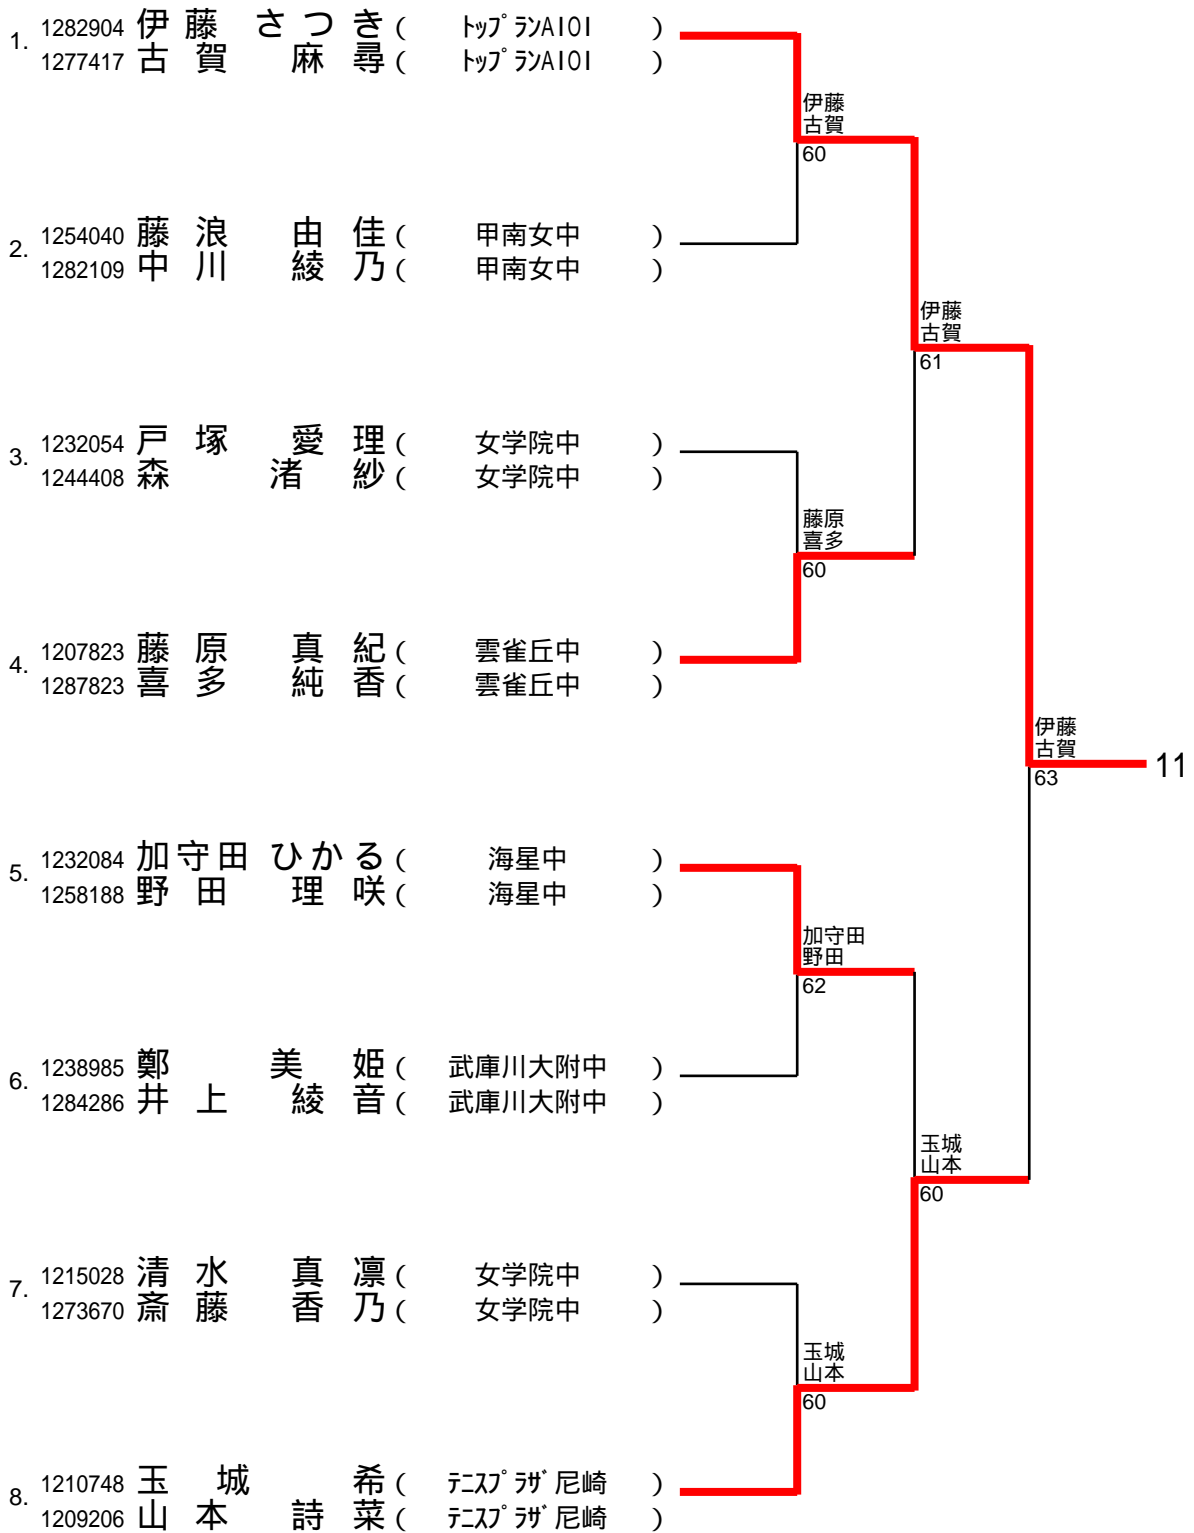 1. 1282904 伊藤 さつき ( トップランAIOI )
1277417 古賀 麻尋 ( トップランAIOI )
伊藤
古賀
60
2. 1254040 藤浪 由佳 ( 甲南女中 )
1282109 中川 綾乃 ( 甲南女中 )
伊藤
古賀
61
3. 1232054 戸塚 愛理 ( 女学院中 )
1244408 森 渚紗 ( 女学院中 )
藤原
喜多
60
4. 1207823 藤原 真紀 ( 雲雀丘中 )
1287823 喜多 純香 ( 雲雀丘中 )
伊藤
古賀
63
11
5. 1232084 加守田 ひかる ( 海星中 )
1258188 野田 理咲 ( 海星中 )
加守田
野田
62
6. 1238985 鄭 美姫 ( 武庫川大附中 )
1284286 井上 綾音 ( 武庫川大附中 )
玉城
山本
60
7. 1215028 清水 真凛 ( 女学院中 )
1273670 斎藤 香乃 ( 女学院中 )
玉城
山本
60
8. 1210748 玉城 希 ( テニスプラザ尼崎 )
1209206 山本 詩菜 ( テニスプラザ尼崎 )